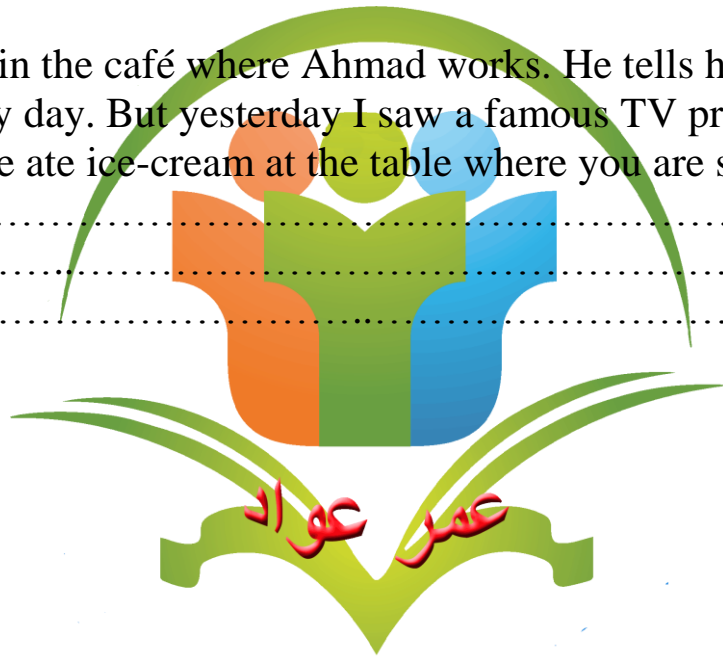 in the café where Ahmad works. He tells
day. But yesterday I saw a famous TV
ate ice-cream at the table where you are
عمر عواد